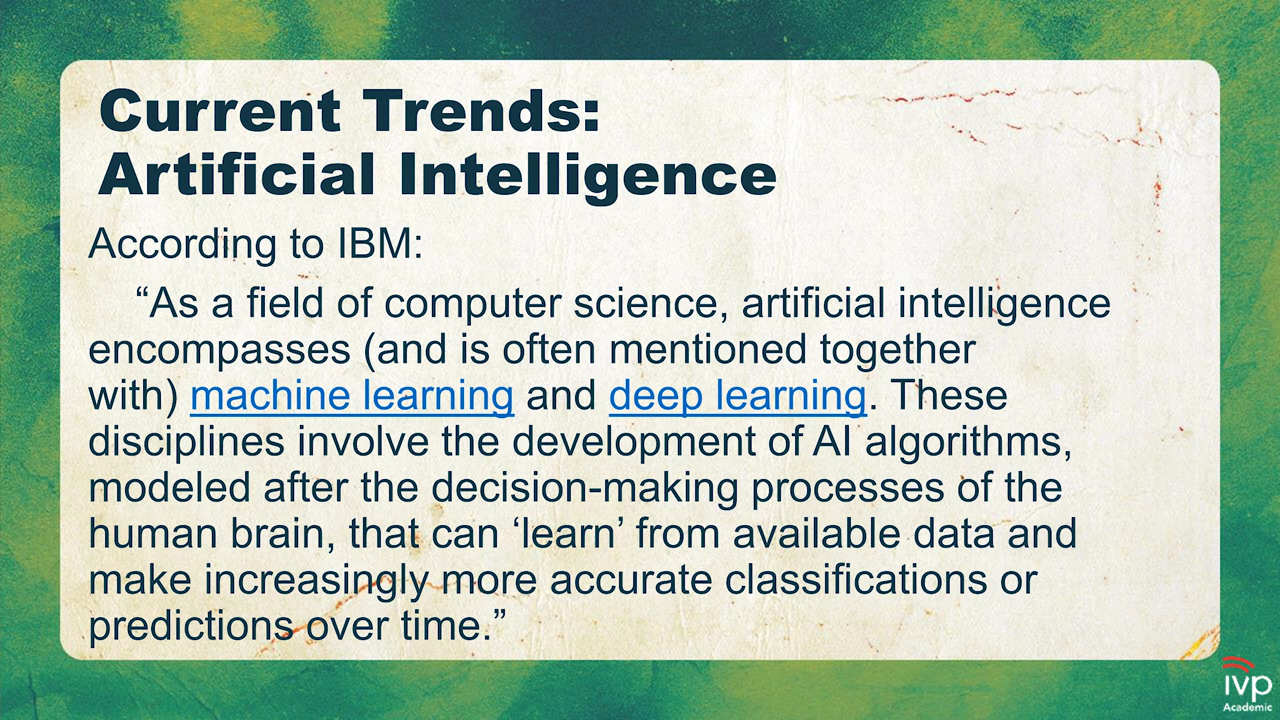 Current Trends:
Artificial Intelligence
According to IBM:
“As a field of computer science, artificial intelligence
encompasses (and is often mentioned together
with) machine learning and deep learning. These
disciplines involve the development of AI algorithms,
modeled after the decision-making processes of the
human brain, that can ‘learn’ from available data and
make increasingly more accurate classifications or
predictions over time.”
ivp
Academic